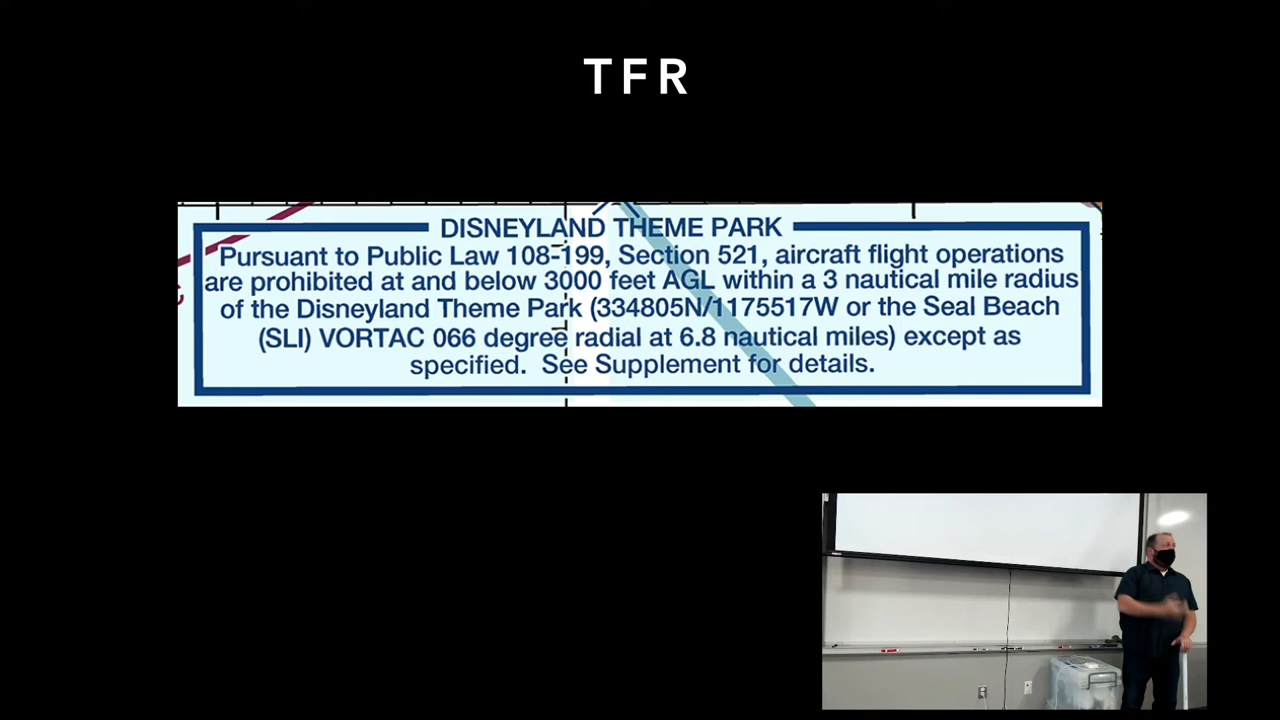 TFR
DISNEYLAND THEME PARK
Pursuant to Public Law 108-199, Section 521, aircraft flight operations
are prohibited at and below 3000 feet AGL within a 3 nautical mile radius
of the Disneyland Theme Park (334805N/1175517W or the Seal Beach
(SLI) VORTAC 066 degree radial at 6.8 nautical miles) except as
specified. See Supplement for details.